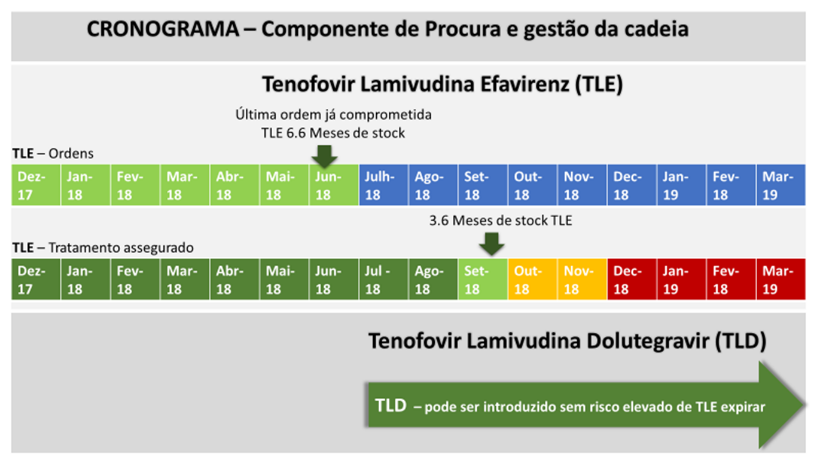 CRONOGRAMA – Componente de Procura e gestão da cadeia
Tenofovir Lamivudina Efavirenz (TLE)
Última ordem já comprometida
TLE 6.6 Meses de stock
TLE – Ordens
Dez-17 Jan-18 Fev-18 Mar-18 Abr-18 Mai-18 Jun-18 Julh-18 Ago-18 Set-18 Out-18 Nov-18 Dec-18 Jan-19 Fev-19 Mar-19
3.6 Meses de stock TLE
TLE – Tratamento assegurado
Dez-17 Jan-18 Fev-18 Mar-18 Abr-18 Mai-18 Jun-18 Jul -18 Ago-18 Set-18 Out-18 Nov-18 Dec-18 Jan-19 Fev-19 Mar-19
Tenofovir Lamivudina Dolutegravir (TLD)
TLD – pode ser introduzido sem risco elevado de TLE expirar